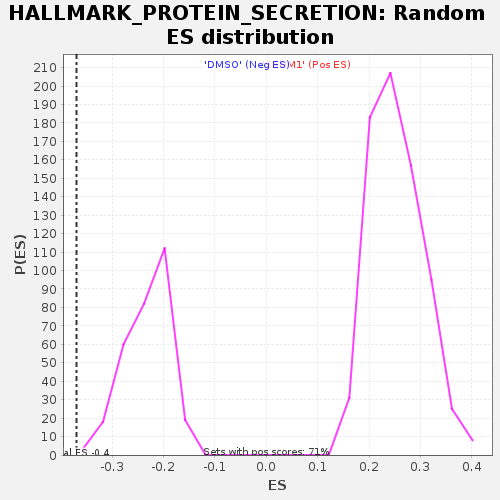 HALLMARK_PROTEIN_SECRETION: Random
ES distribution
'DMSO' (Neg ES) M1' (Pos ES)
210
200
190
180
170
160
150
140
130
120
110
100
90
80
70
60
50
40
30
20
10
0
P(ES)
al ES -0.4
Sets with pos scores: 71%
-0.3 -0.2 -0.1 0.0 0.1 0.2 0.3 0.4
ES